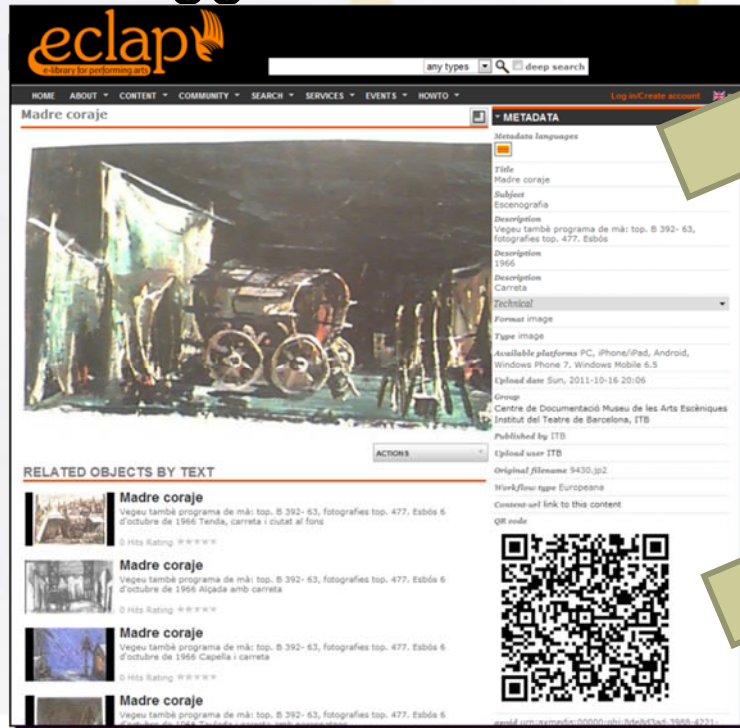 eclap
e-library for performing arts
any types
deep search
HOME ABOUT CONTENT COMMUNITY SEARCH SERVICES EVENTS HOWTO
Log in/Create account
Madre coraje
RELATED OBJECTS BY TEXT
ACTIONS
Madre coraje
Vegeu també programa de mà: top. B 392- 63, fotografies top. 477. Esbós 6
d'octubre de 1966 Tenda, carreta i ciutat al fons
0 Hits Rating
Madre coraje
Vegeu també programa de mà: top. B 392- 63, fotografies top. 477. Esbós 6
d'octubre de 1966 Alçada amb carreta
0 Hits Rating
Madre coraje
Vegeu també programa de mà: top. B 392- 63, fotografies top. 477. Esbós 6
d'octubre de 1966 Capella i carreta
0 Hits Rating
Madre coraje
Vegeu també programa de mà: top. B 392- 63, fotografies top. 477. Esbós 6
METADATA
Metadata languages
Title
Madre coraje
Subject
Escenografia
Description
Vegeu també programa de mà: top. B 392- 63,
fotografies top. 477. Esbós
Description
1966
Description
Carreta
Technical
Format image
Type image
Available platforms PC, iPhone/iPad, Android,
Windows Phone 7, Windows Mobile 6.5
Upload date Sun, 2011-10-16 20:06
Group
Centre de Documentació Museu de les Arts Escèniques
Institut del Teatre de Barcelona, ITB
Published by ITB
Upload user ITB
Original filename 9430.jp2
Workflow type Europeana
Content-url link to this content
QR code